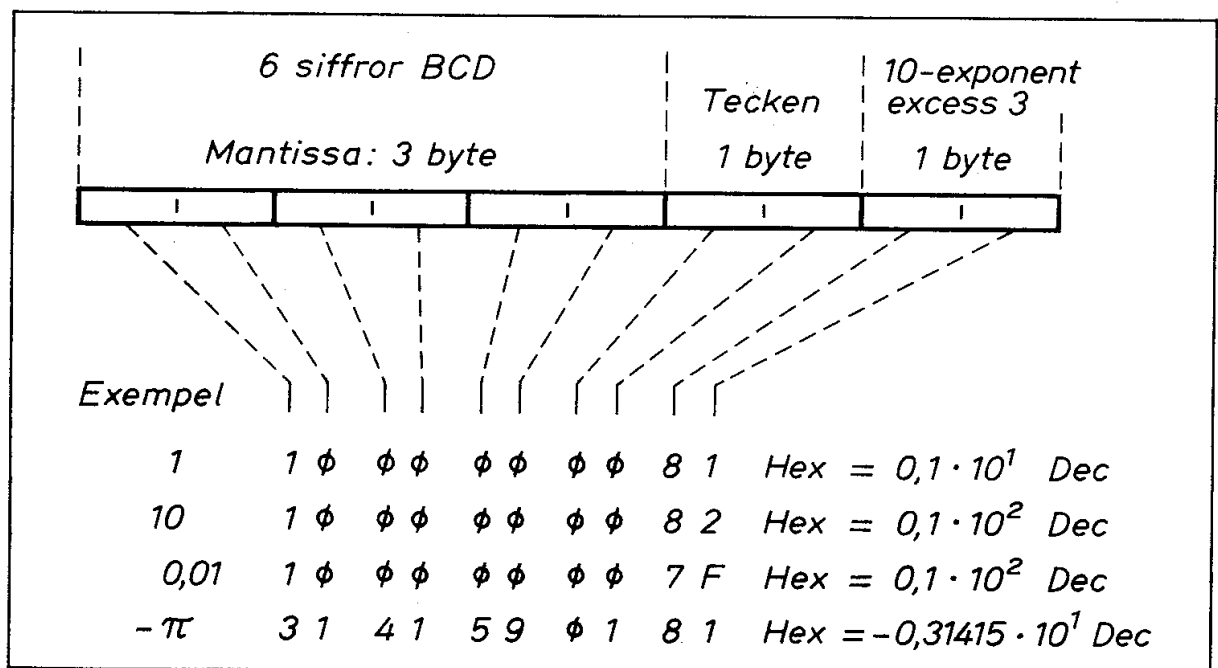 6 siffror BCD
Mantissa: 3 byte
Tecken
1 byte
10-exponent
excess 3
1 byte
Exempel
1 1 φ φ φ φ φ φ φ 8 1 Hex = 0,1 · 10¹ Dec
10 1 φ φ φ φ φ φ φ 8 2 Hex = 0,1 · 10² Dec
0,01 1 φ φ φ φ φ φ φ 7 F Hex = 0,1 · 10² Dec
-π 3 1 4 1 5 9 φ 1 8 1 Hex = -0,31415 · 10¹ Dec